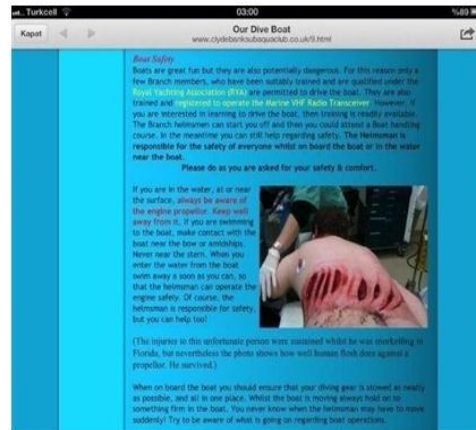 Turkcell
03:00
%80
Kapat
Our Dive Boat
www.clydebanksubaquaclub.co.uk/9.html
Boat Safety
Boats are great fun but they are also potentially dangerous. For this reason only a
few Branch members, who have been suitably trained and are qualified under the
Royal Yachting Association (RYA) are permitted to drive the boat. They are also
trained and registered to operate the Marine VHF Radio Transceiver. However, if
you are interested in learning to drive the boat, then training is readily available.
The Branch helmsmen can start you off and then you could attend a Boat handling
course. In the meantime you can still help regarding safety. The Helmsman is
responsible for the safety of everyone whilst on board the boat or in the water
near the boat.
Please do as you are asked for your safety & comfort.
If you are in the water, at or near
the surface, always be aware of
the engine propellor. Keep well
away from it. If you are swimming
to the boat, make contact with the
boat near the bow or amidships.
Never near the stern. When you
enter the water from the boat
swim away a soon as you can, so
that the helmsman can operate the
engine safely. Of course, the
helmsman is responsible for safety,
but you can help too!
(The injuries to this unfortunate person were sustained whilst he was snorkelling in
Florida, but nevertheless the photo shows how well human flesh does against a
propellor. He survived.)
When on board the boat you should ensure that your diving gear is stowed as neatly
as possible, and all in one place. Whilst the boat is moving always hold on to
something firm in the boat. You never know when the helmsman may have to move
suddenly! Try to be aware of what is going on regarding boat operations.